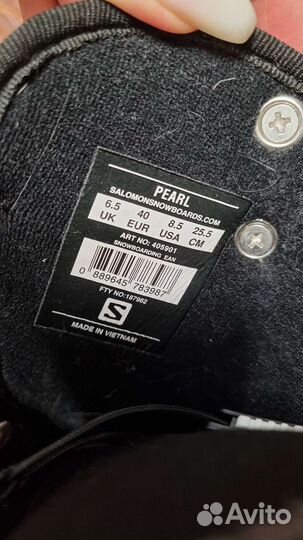 PEARL
SALOMONSNOWBOARDS.COM
6.5 40 8.5 25.5
UK EUR USA CM
ART NO: 405901
SNOWBOARDING EAN
0 889645 783987
FTY NO:187982
S
MADE IN VIETNAM
Avito